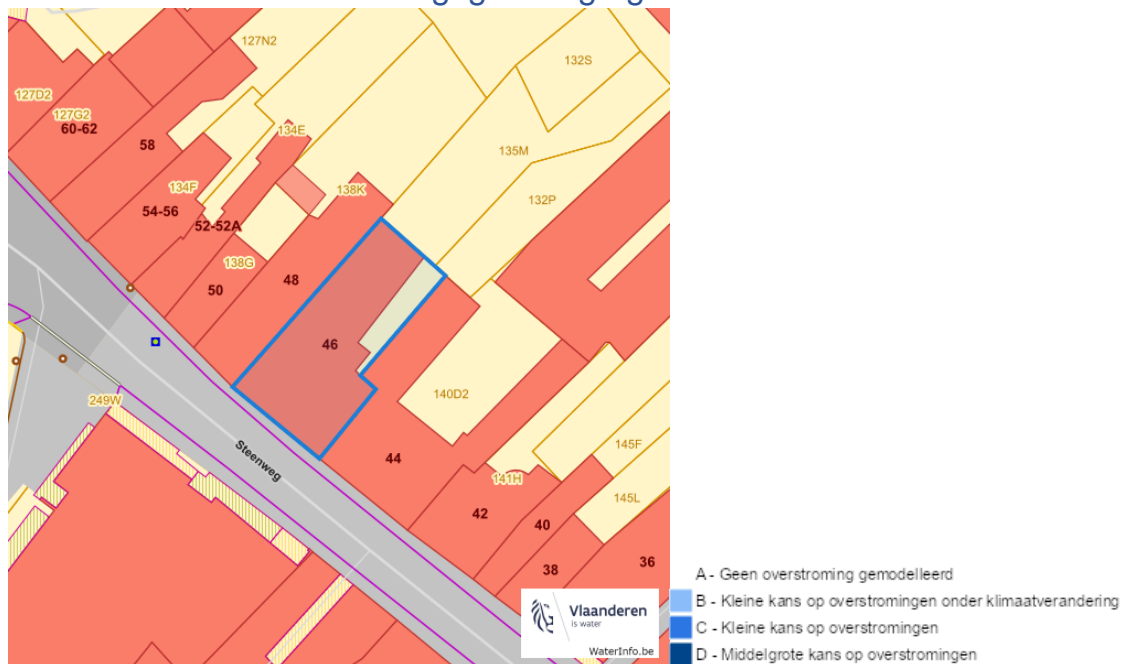 127N2
132S
127D2
127G2
60-62
134E
58
135M
134F
138K
132P
54-56
52-52A
138G
48
50
46
140D2
249W
Steenweg
44
145F
141H
145L
42
40
38
36
Vlaanderen
is water
WaterInfo.be
A - Geen overstroming gemodelleerd
B - Kleine kans op overstromingen onder klimaatverandering
C - Kleine kans op overstromingen
D - Middelgrote kans op overstromingen